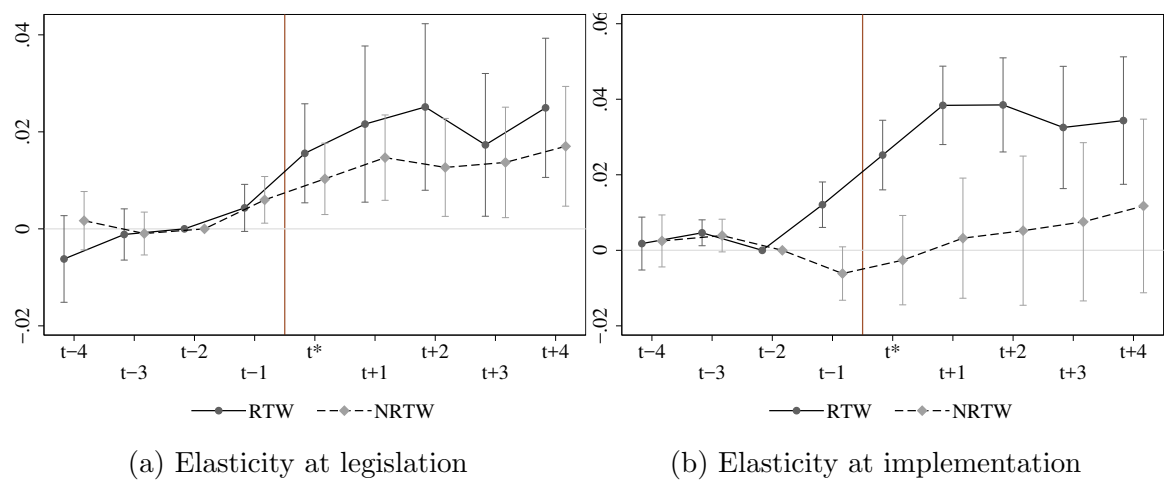 .04
.02
0
−.02
t−4
t−3
t−2
t−1
t*
t+1
t+2
t+3
t+4
RTW
NRTW
(a) Elasticity at legislation
.06
.04
.02
0
−.02
t−4
t−3
t−2
t−1
t*
t+1
t+2
t+3
t+4
RTW
NRTW
(b) Elasticity at implementation